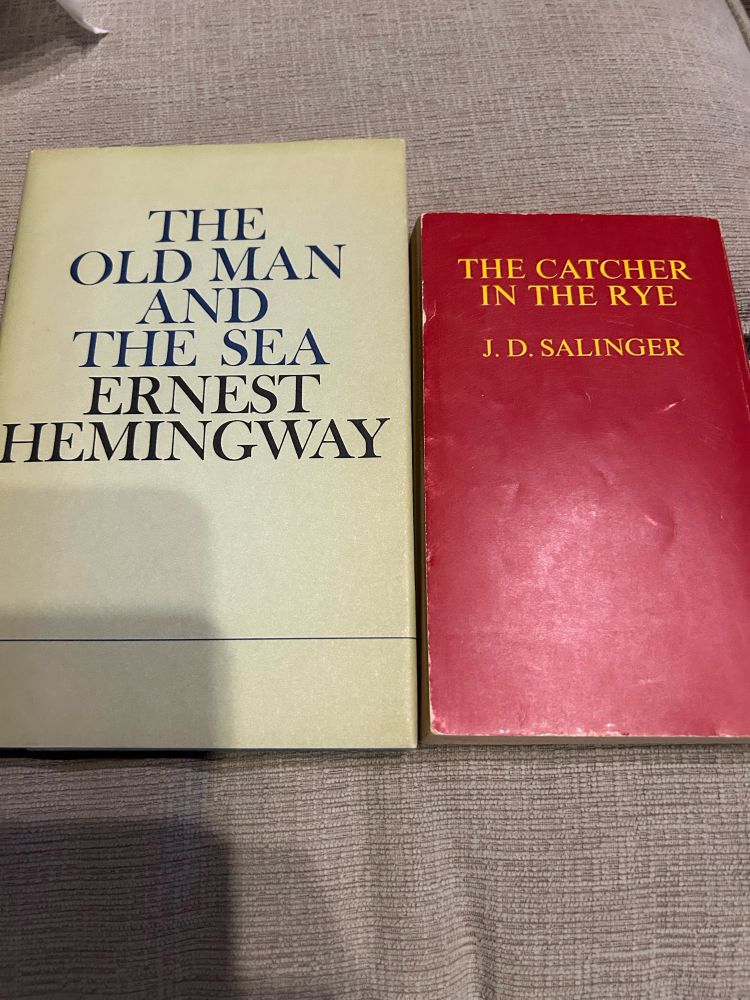 THE
OLD MAN
AND
THE SEA
ERNEST
HEMINGWAY
THE CATCHER
IN THE RYE
J. D. SALINGER